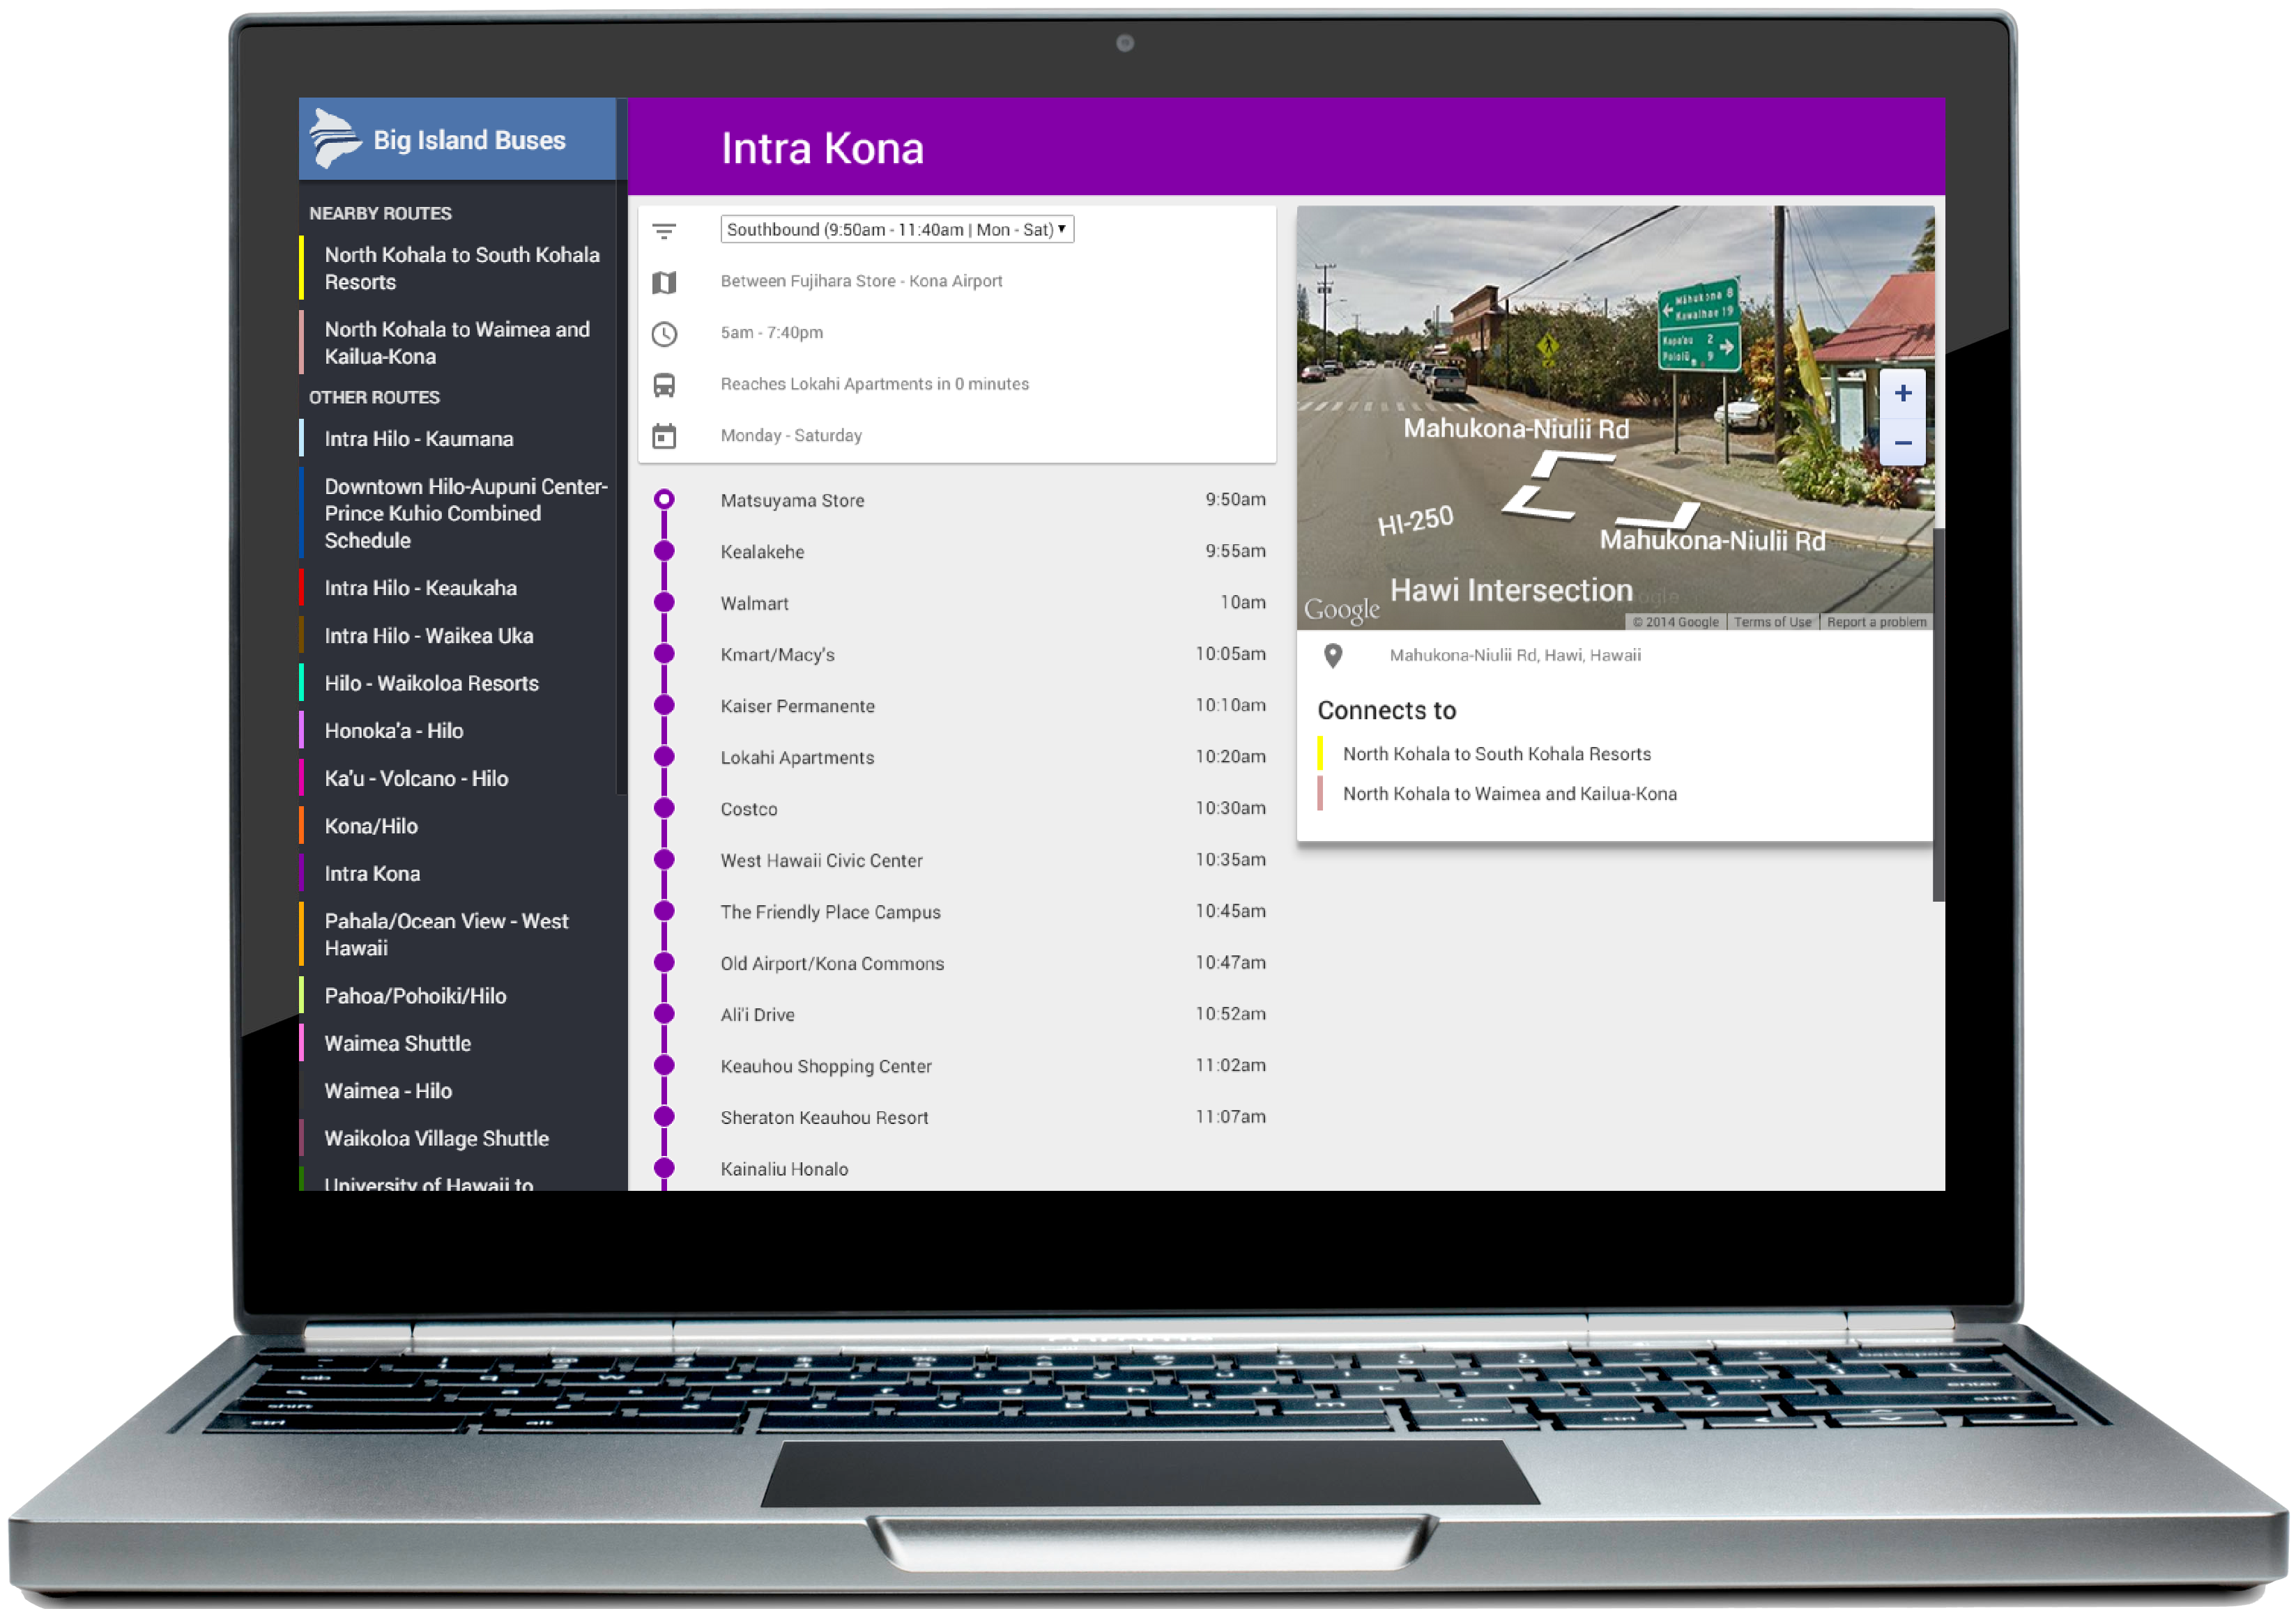 Big Island Buses
NEARBY ROUTES
North Kohala to South Kohala
Resorts
North Kohala to Waimea and
Kailua-Kona
OTHER ROUTES
Intra Hilo - Kaumana
Downtown Hilo-Aupuni Center-
Prince Kuhio Combined
Schedule
Intra Hilo - Keaukaha
Intra Hilo - Waikea Uka
Hilo - Waikoloa Resorts
Honoka'a - Hilo
Ka'u - Volcano - Hilo
Kona/Hilo
Intra Kona
Pahala/Ocean View - West
Hawaii
Pahoa/Pohoiki/Hilo
Waimea Shuttle
Waimea - Hilo
Waikoloa Village Shuttle
University of Hawaii to
Intra Kona
Southbound (9:50am - 11:40am | Mon - Sat)
Between Fujihara Store - Kona Airport
5am - 7:40pm
Reaches Lokahi Apartments in 0 minutes
Monday - Saturday
Matsuyama Store 9:50am
Kealakehe 9:55am
Walmart 10am
Kmart/Macy's 10:05am
Kaiser Permanente 10:10am
Lokahi Apartments 10:20am
Costco 10:30am
West Hawaii Civic Center 10:35am
The Friendly Place Campus 10:45am
Old Airport/Kona Commons 10:47am
Ali'i Drive 10:52am
Keauhou Shopping Center 11:02am
Sheraton Keauhou Resort 11:07am
Kainaliu Honalo
Mahukona 8
Kawaihae 19
Kapa'au 2
Pololū 9
+
−
Mahukona-Niulii Rd
HI-250
Mahukona-Niulii Rd
Hawi Intersection
Google
© 2014 Google Terms of Use Report a problem
Mahukona-Niulii Rd, Hawi, Hawaii
Connects to
North Kohala to South Kohala Resorts
North Kohala to Waimea and Kailua-Kona
tab
shift
ctrl
alt
backspace
enter
shift
alt
ctrl